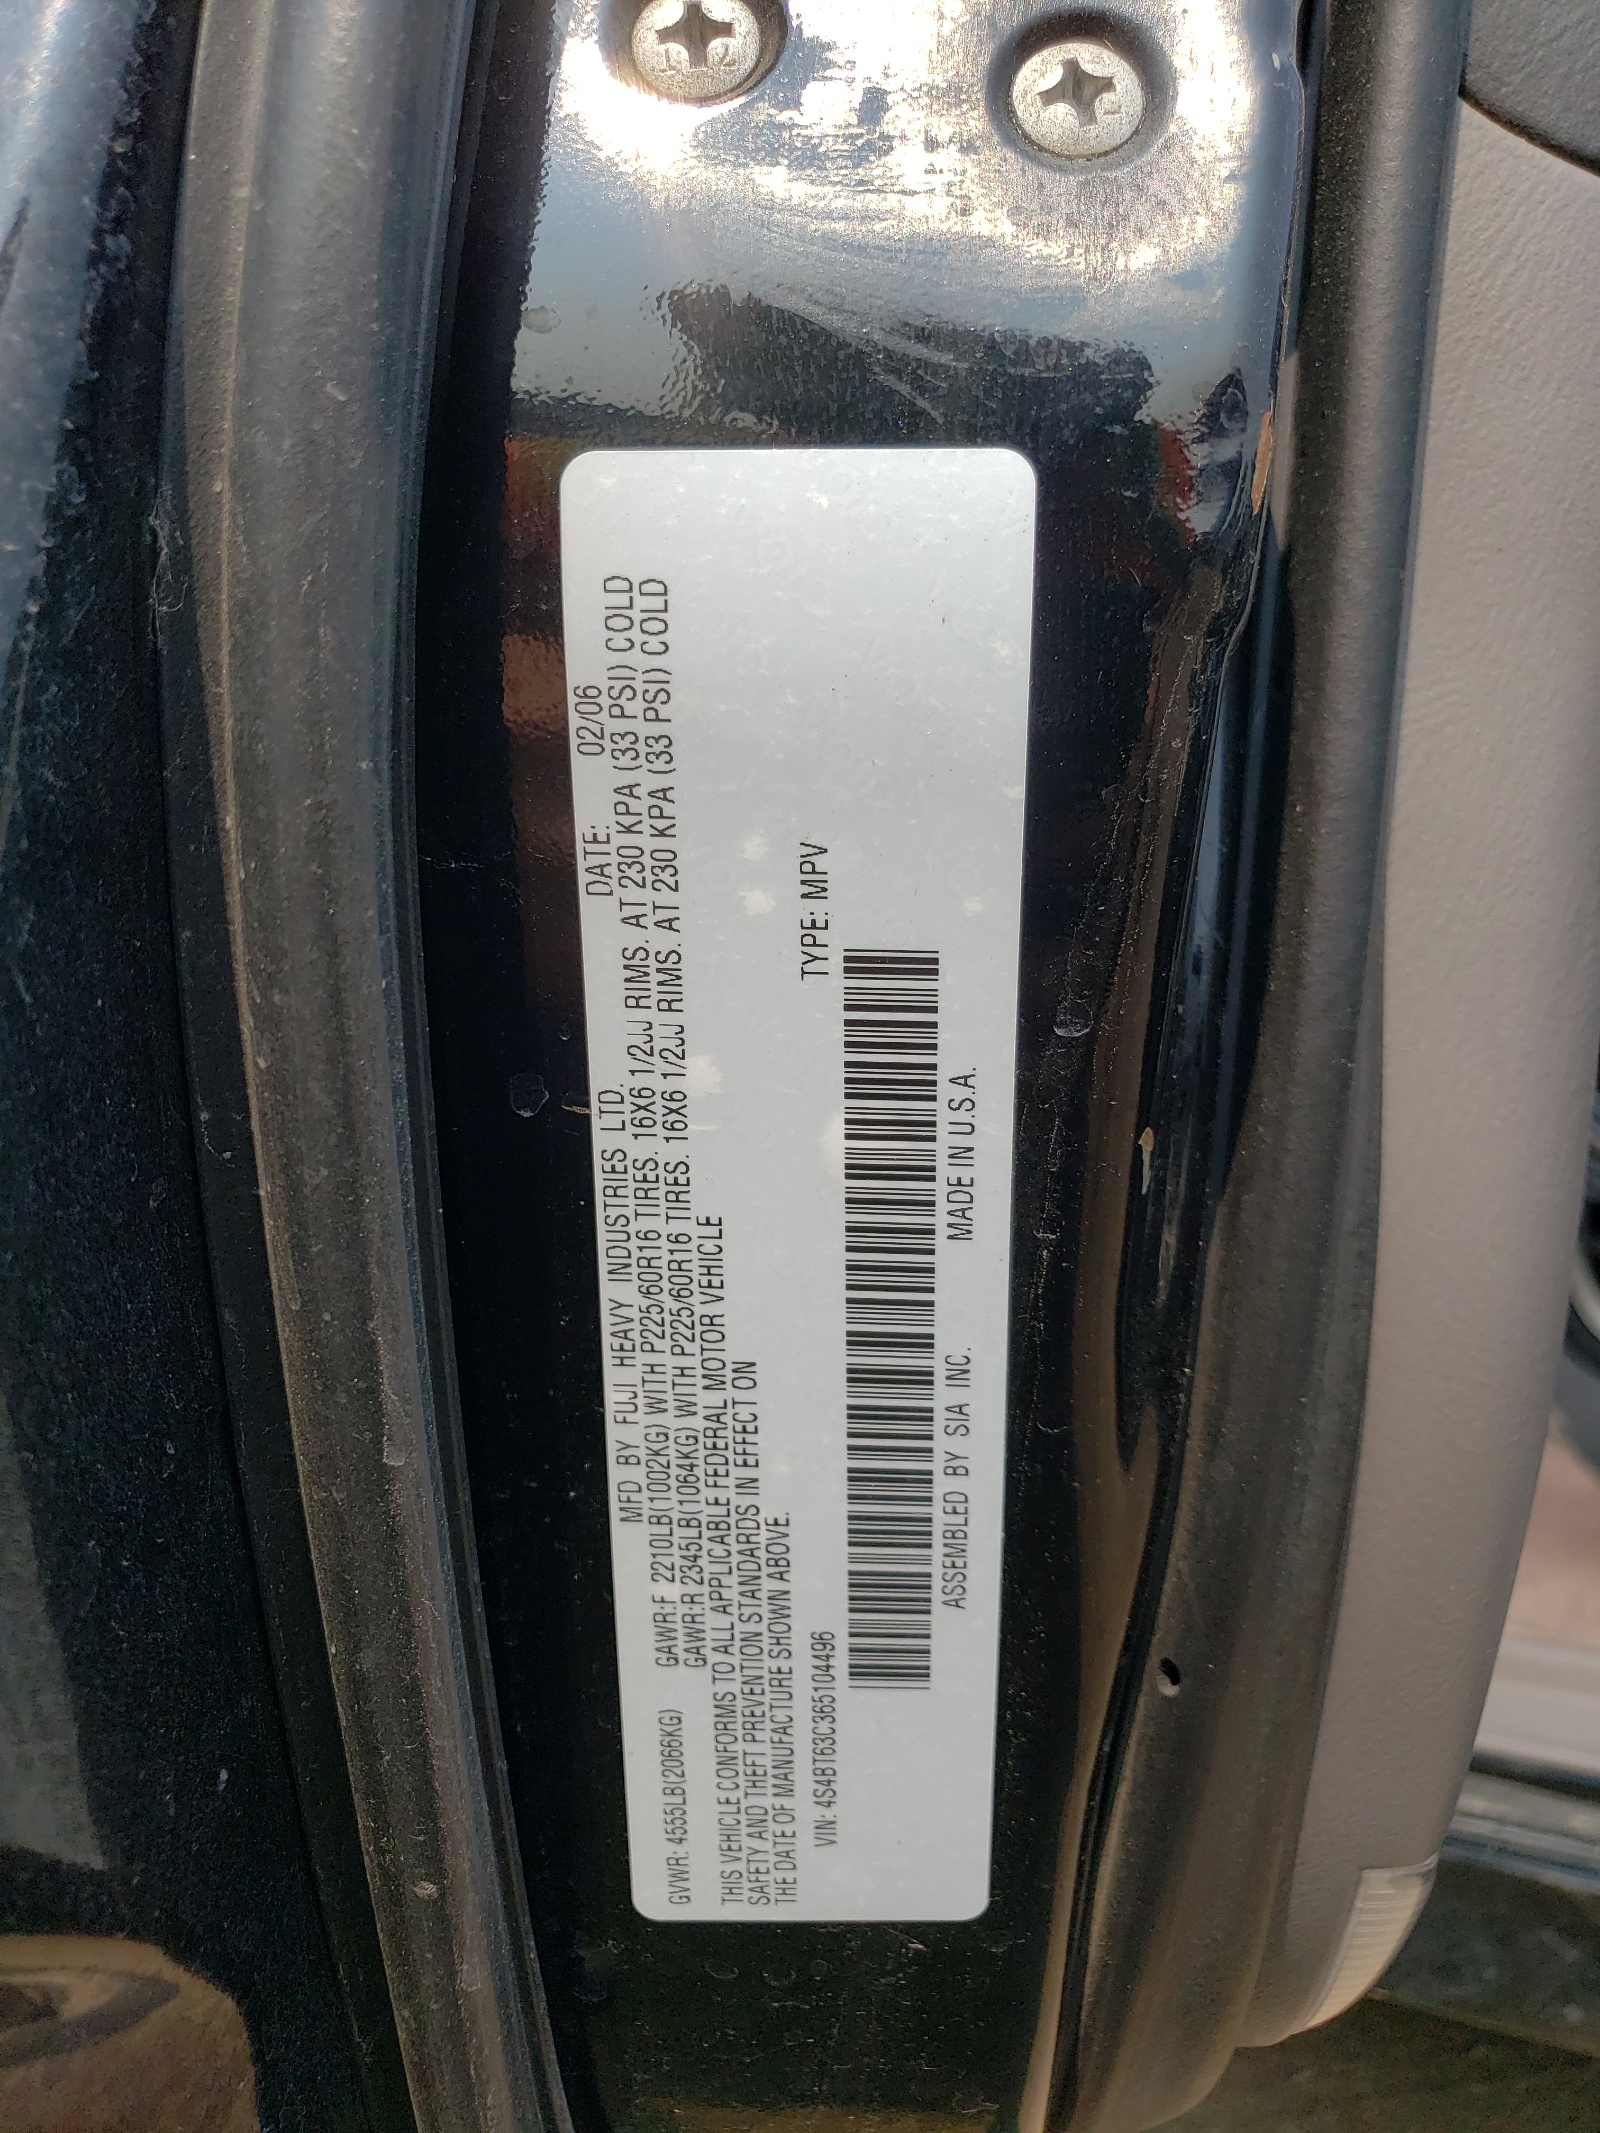 MFD BY FUJI HEAVY INDUSTRIES LTD. DATE: 02/06
GVWR: 4555LB(2066KG) GAWR:F 2210LB(1002KG) WITH P225/60R16 TIRES. 16X6 1/2JJ RIMS. AT 230 KPA (33 PSI) COLD
GAWR:R 2345LB(1064KG) WITH P225/60R16 TIRES. 16X6 1/2JJ RIMS. AT 230 KPA (33 PSI) COLD
THIS VEHICLE CONFORMS TO ALL APPLICABLE FEDERAL MOTOR VEHICLE
SAFETY AND THEFT PREVENTION STANDARDS IN EFFECT ON
THE DATE OF MANUFACTURE SHOWN ABOVE.
VIN: 4S4BT63C365104496 TYPE: MPV
ASSEMBLED BY SIA INC. MADE IN U.S.A.